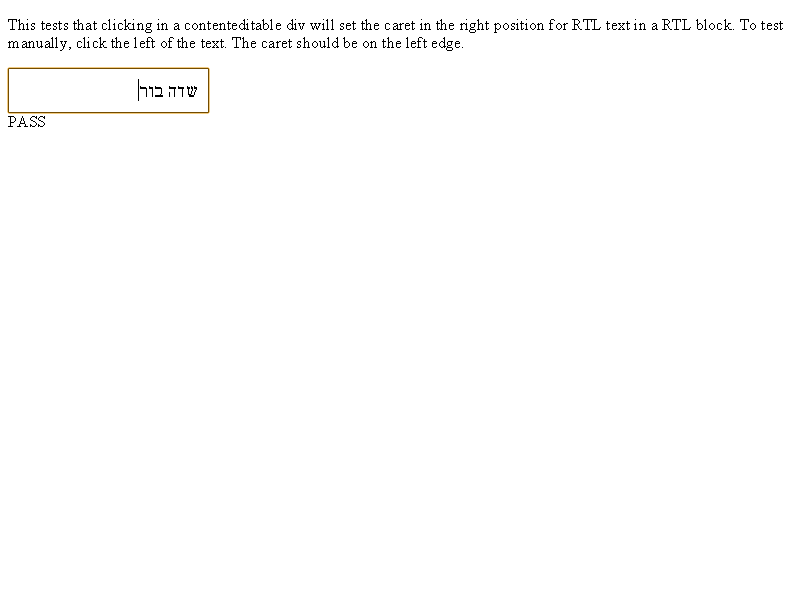 This tests that clicking in a contenteditable div will set the caret in the right position for RTL text in a RTL block. To test
manually, click the left of the text. The caret should be on the left edge.
שדה בור
PASS